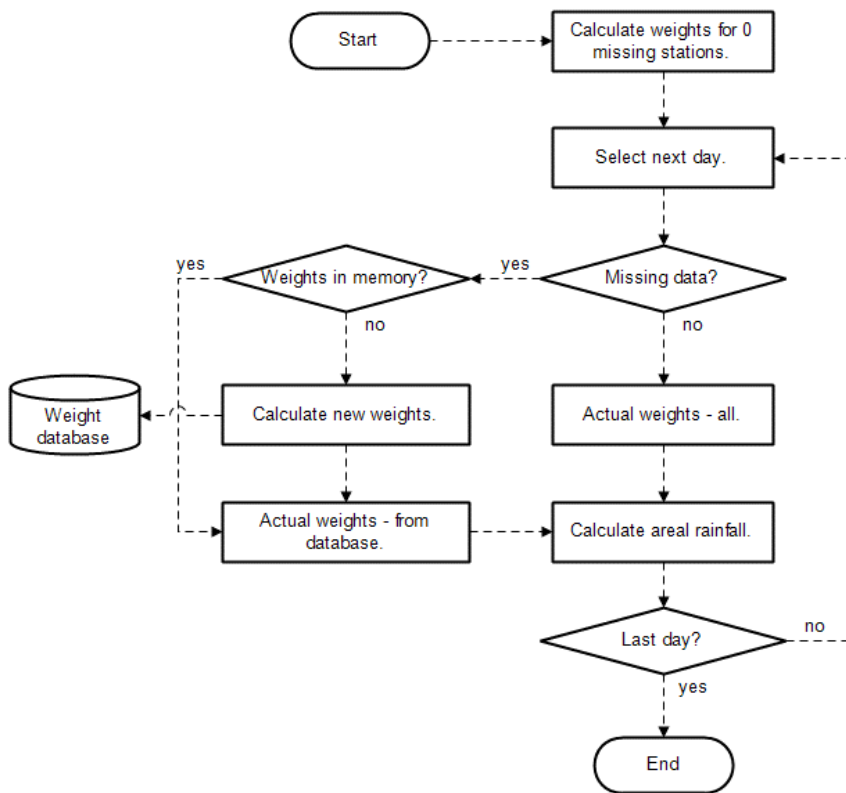 Start
Calculate weights for 0
missing stations.
Select next day.
yes
Weights in memory?
yes
Missing data?
no
no
Weight
database
Calculate new weights.
Actual weights - all.
Actual weights - from
database.
Calculate areal rainfall.
Last day?
no
yes
End